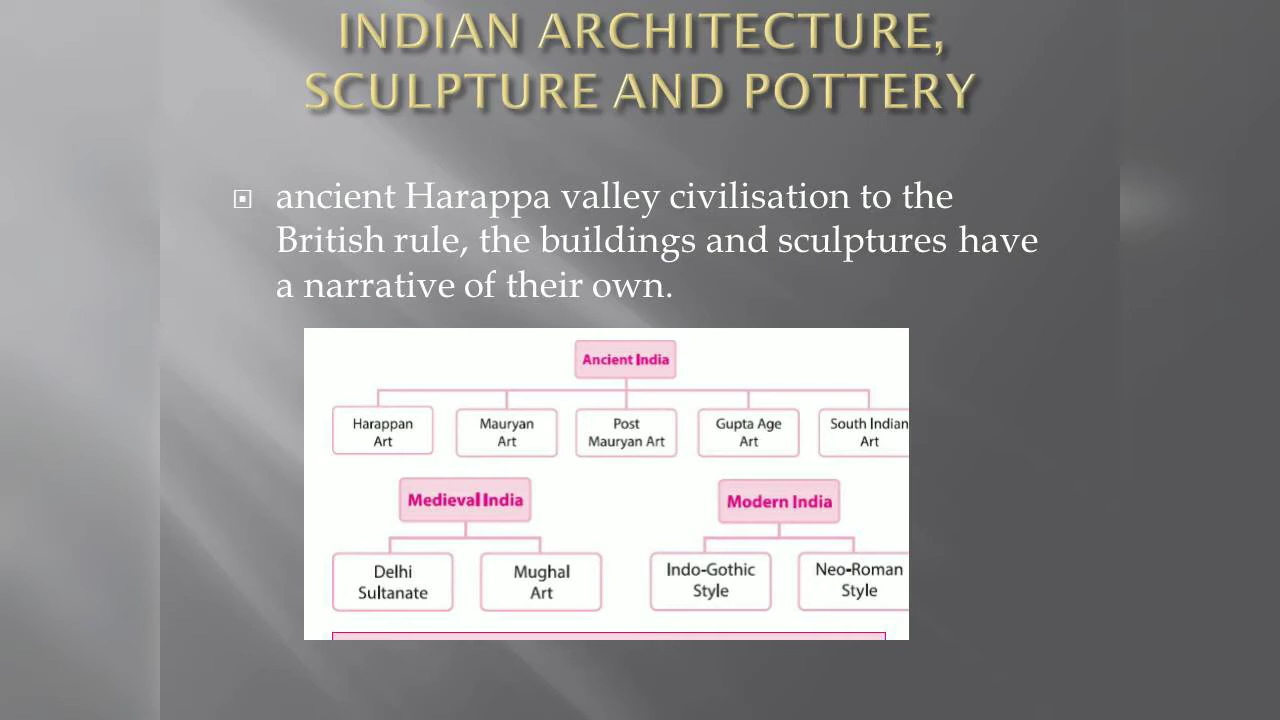 INDIAN ARCHITECTURE,
SCULPTURE AND POTTERY
ancient Harappa valley civilisation to the
British rule, the buildings and sculptures have
a narrative of their own.
Ancient India
Harappan
Art
Mauryan
Art
Post
Mauryan Art
Gupta Age
Art
South Indian
Art
Medieval India
Delhi
Sultanate
Mughal
Art
Modern India
Indo-Gothic
Style
Neo-Roman
Style